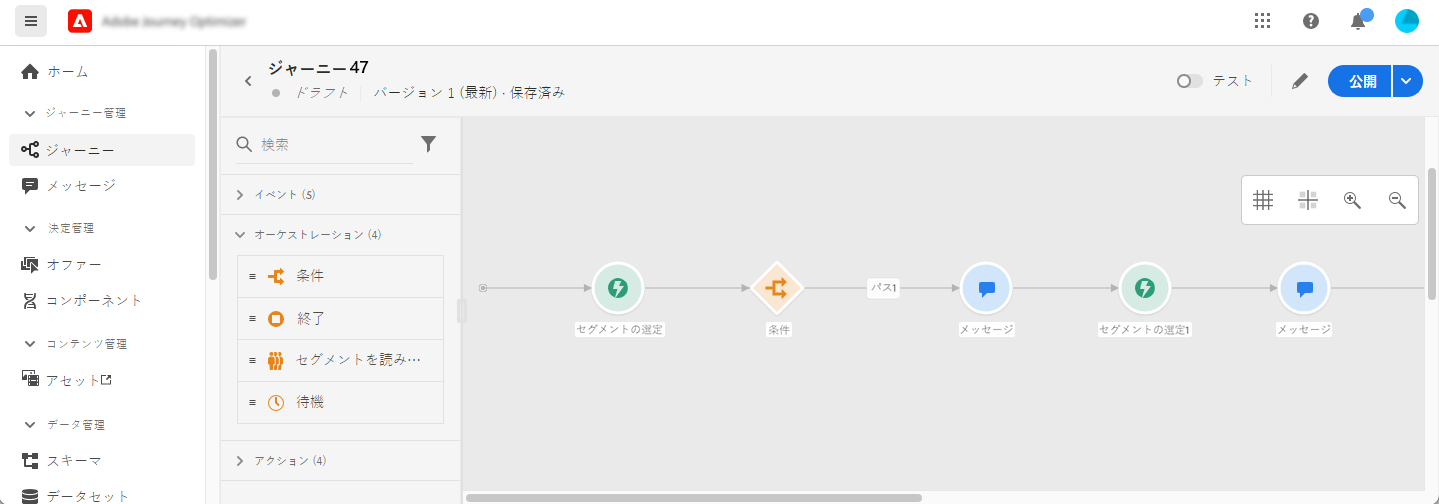 Adobe Journey Optimizer
ホーム
ジャーニー管理
ジャーニー
メッセージ
決定管理
オファー
コンポーネント
コンテンツ管理
アセット
データ管理
スキーマ
データセット
ジャーニー 47
ドラフト
バージョン 1 (最新)・保存済み
テスト
公開
検索
イベント (5)
オーケストレーション (4)
条件
終了
セグメントを読み…
待機
アクション (4)
パス1
セグメントの選定
条件
メッセージ
セグメントの選定1
メッセージ